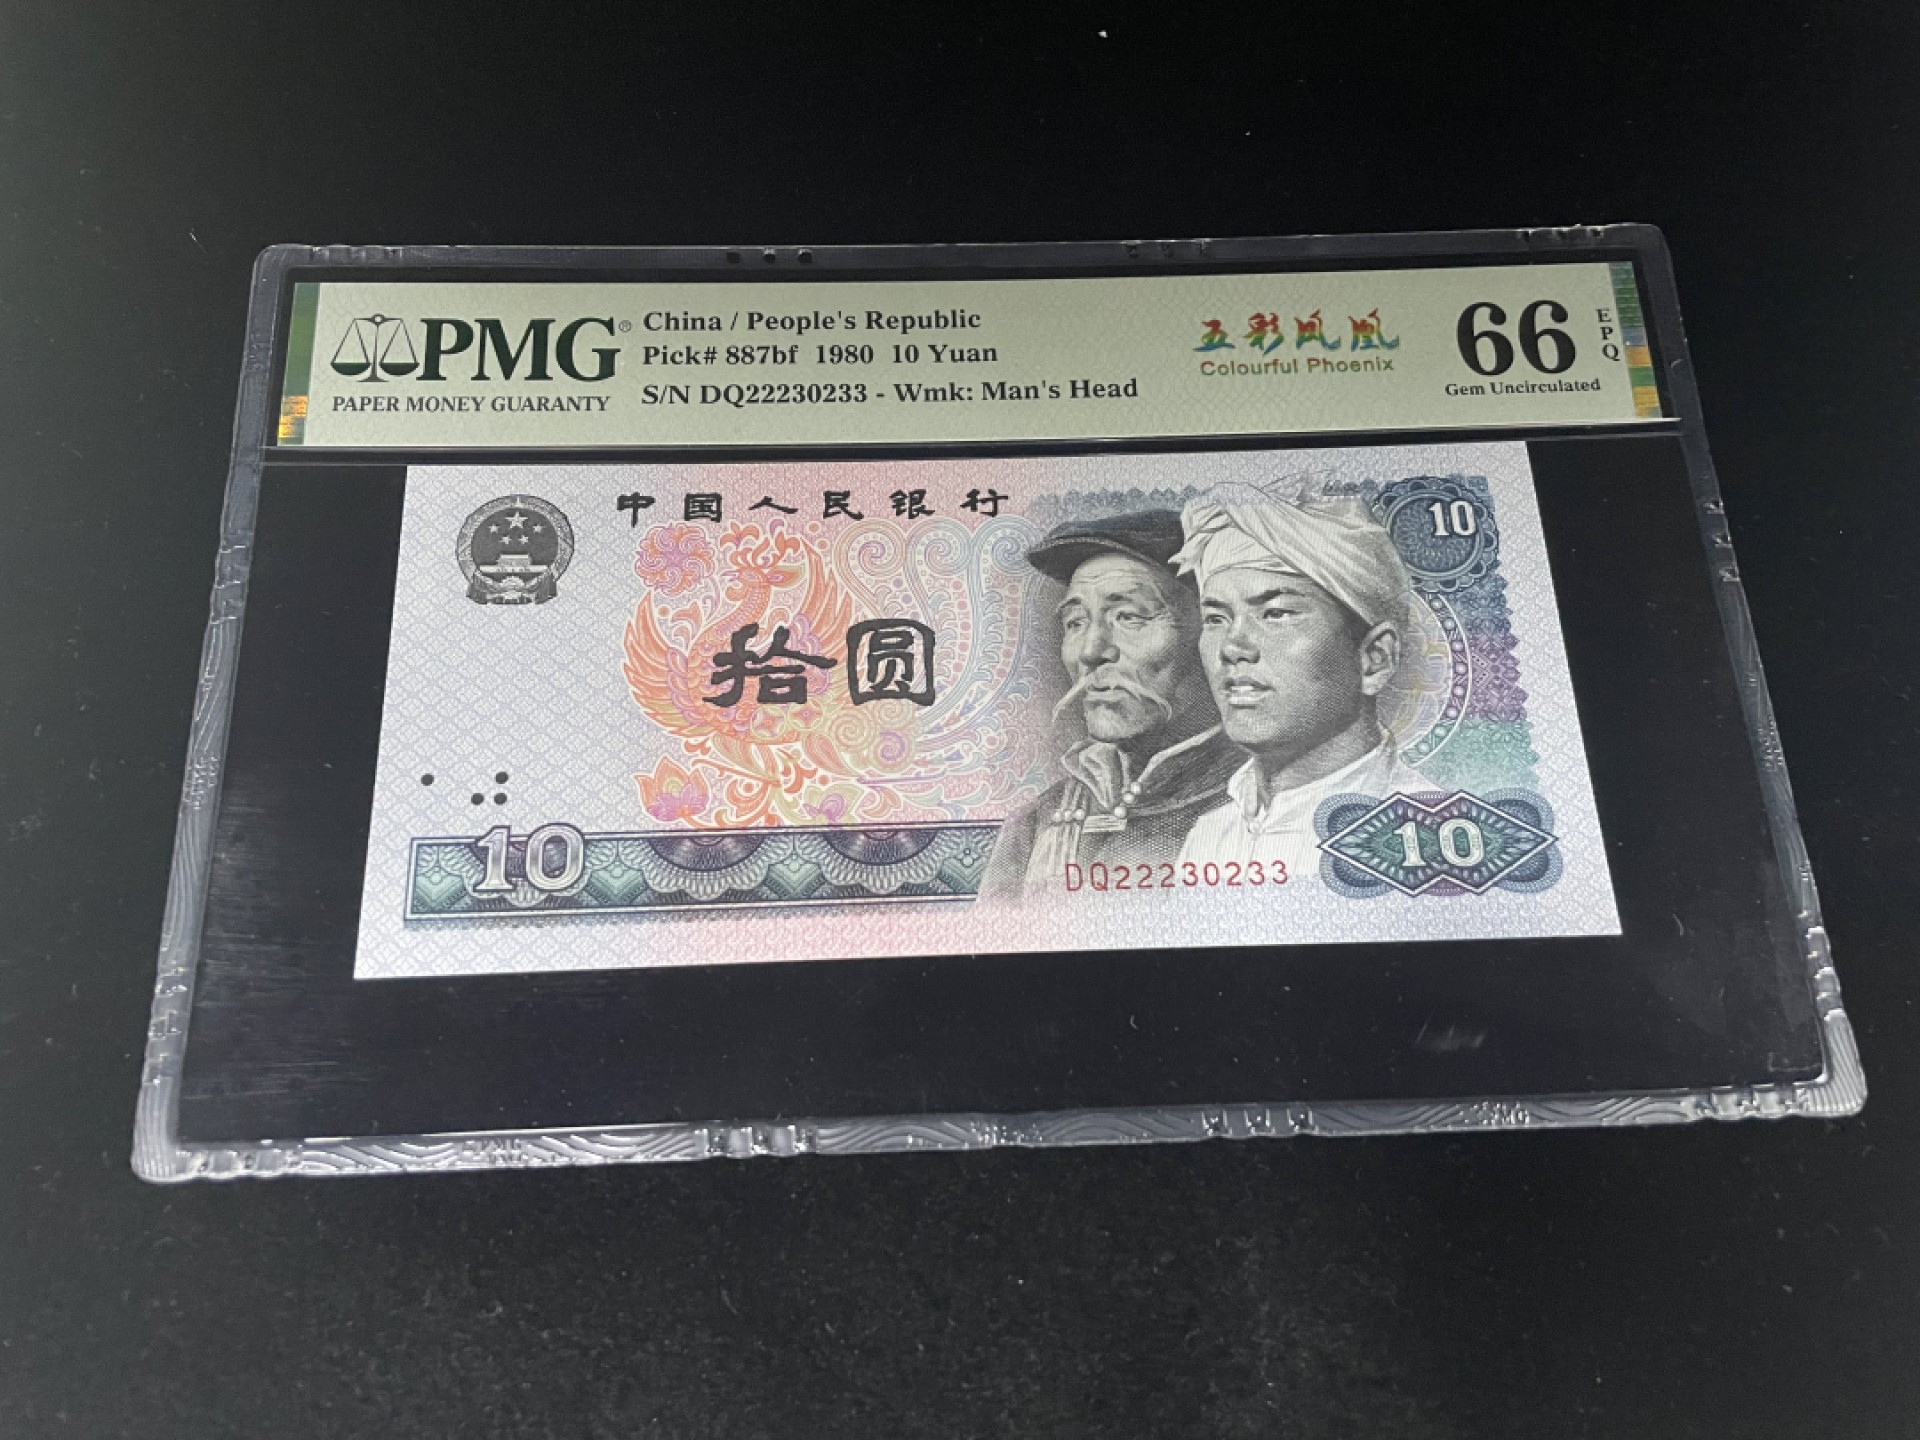 PMG®
PAPER MONEY GUARANTY
China / People's Republic
Pick# 887bf 1980 10 Yuan
S/N DQ22230233 - Wmk: Man's Head
五彩凤凰
Colourful Phoenix
66
EPQ
Gem Uncirculated
中国人民银行
10
拾圆
10
DQ22230233
10